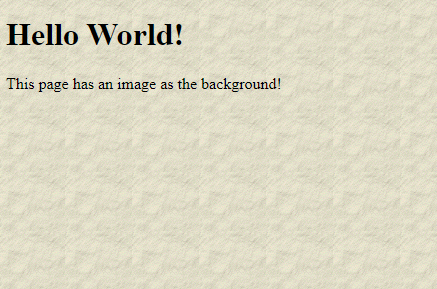 Hello World!
This page has an image as the background!